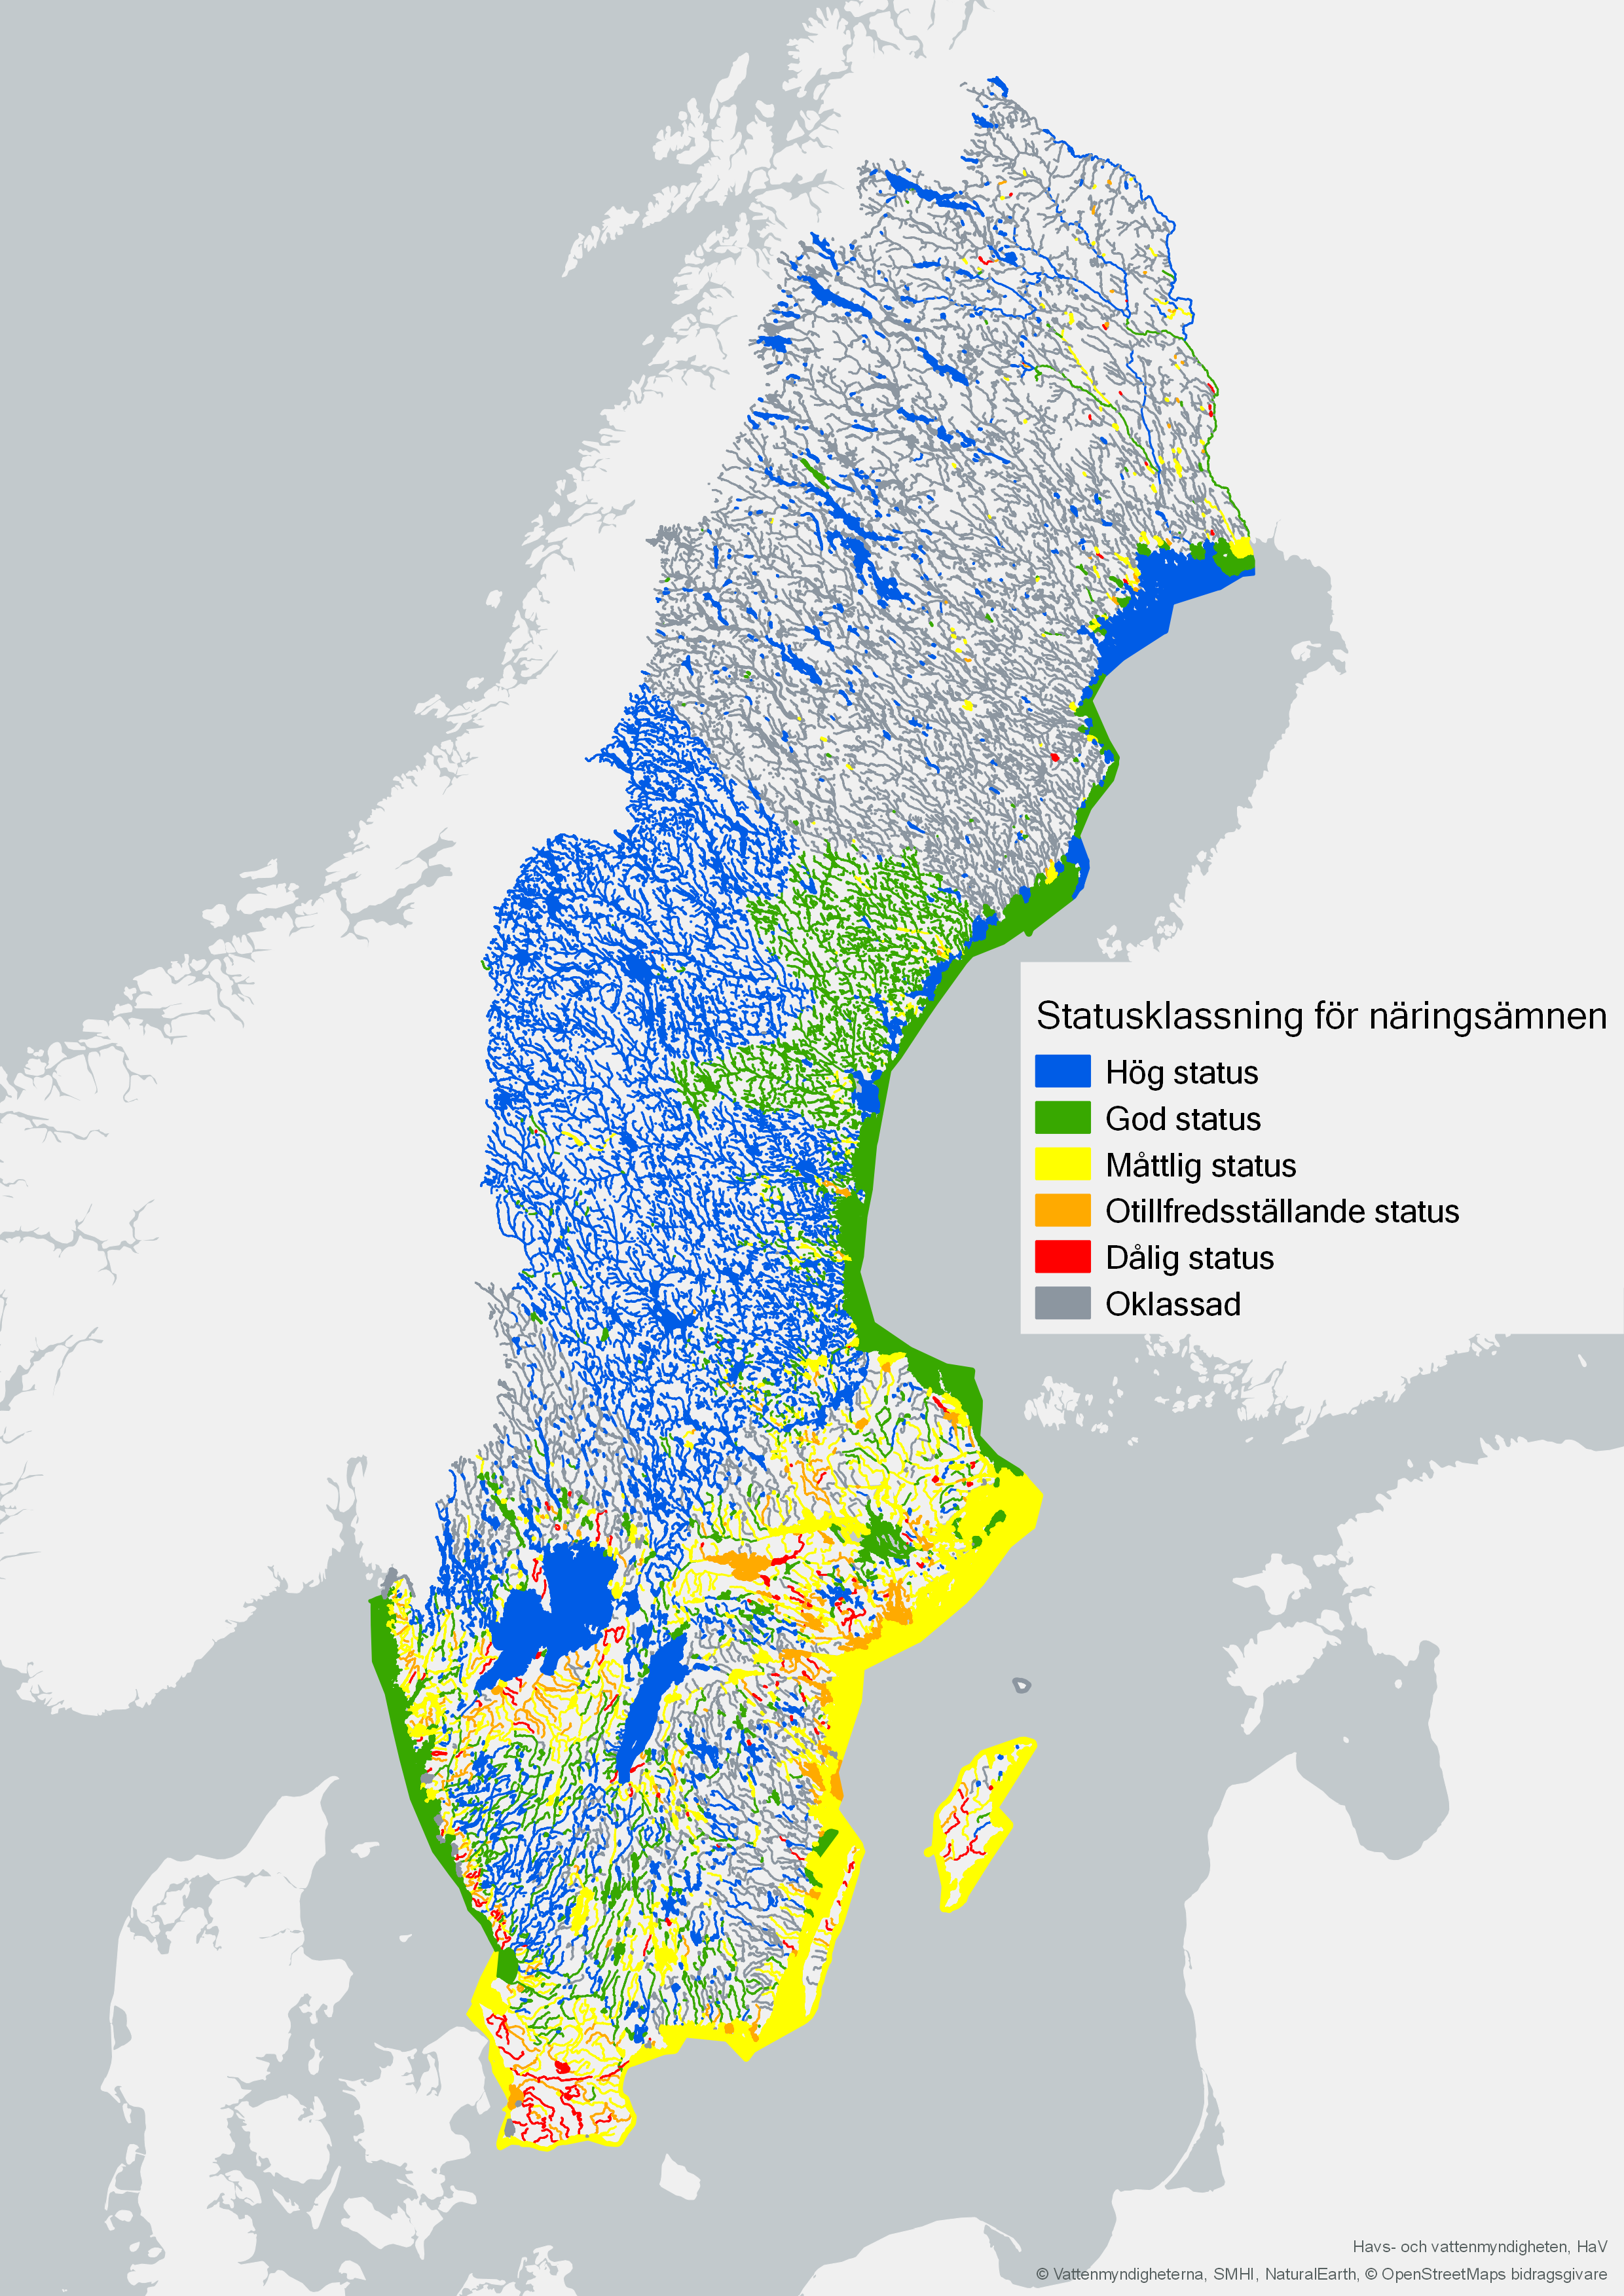 Statusklassning för näringsämnen
Hög status
God status
Måttlig status
Otillfredsställande status
Dålig status
Oklassad
Havs- och vattenmyndigheten, HaV
© Vattenmyndigheterna, SMHI, NaturalEarth, © OpenStreetMaps bidragsgivare